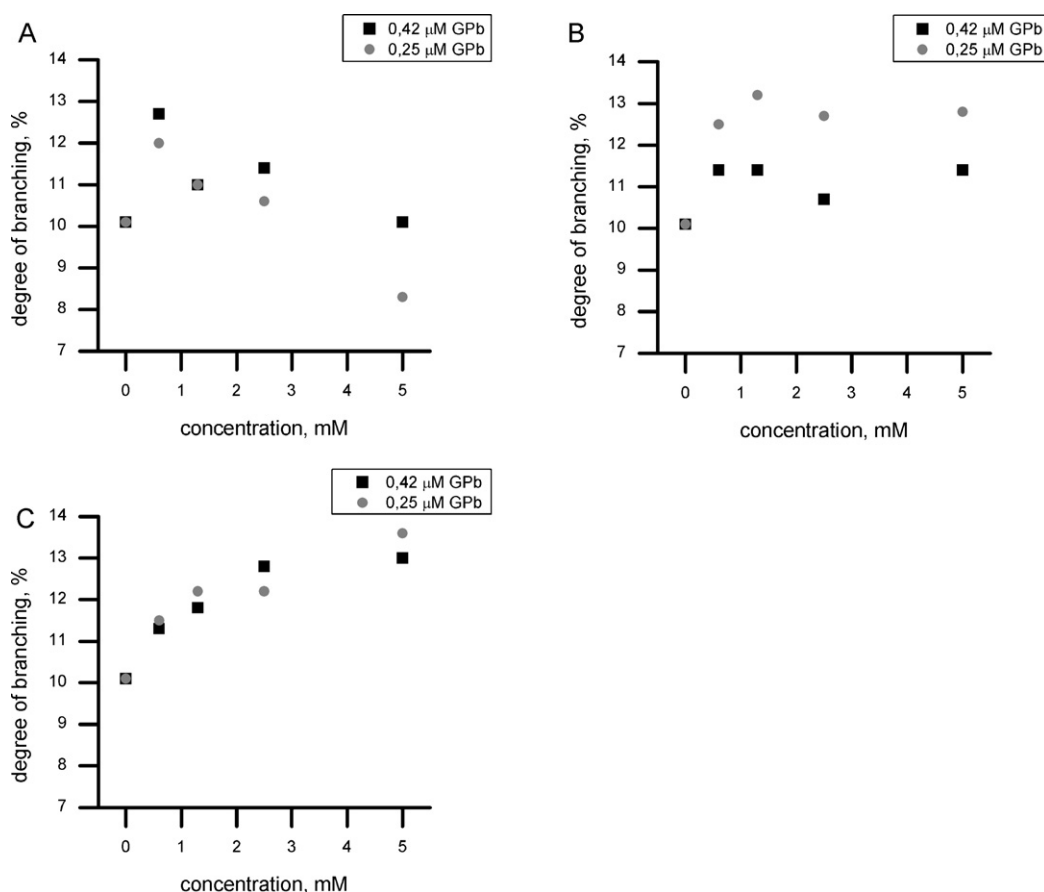 A
0,42 μM GPb
0,25 μM GPb
14
13
12
11
10
9
8
7
degree of branching, %
0 1 2 3 4 5
concentration, mM
B
0,42 μM GPb
0,25 μM GPb
14
13
12
11
10
9
8
7
degree of branching, %
0 1 2 3 4 5
concentration, mM
C
0,42 μM GPb
0,25 μM GPb
14
13
12
11
10
9
8
7
degree of branching, %
0 1 2 3 4 5
concentration, mM